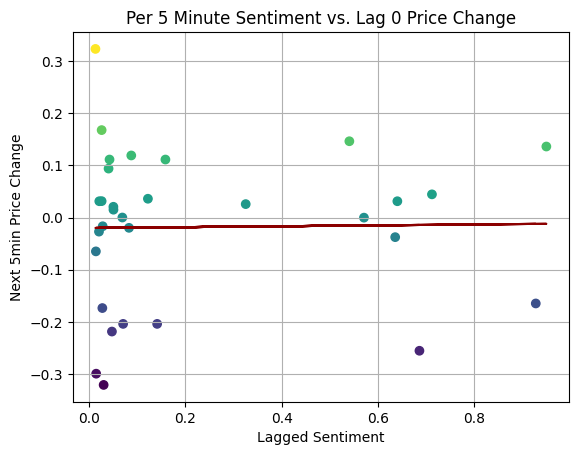 Per 5 Minute Sentiment vs. Lag 0 Price Change
Next 5min Price Change
0.3
0.2
0.1
0.0
−0.1
−0.2
−0.3
0.0 0.2 0.4 0.6 0.8
Lagged Sentiment